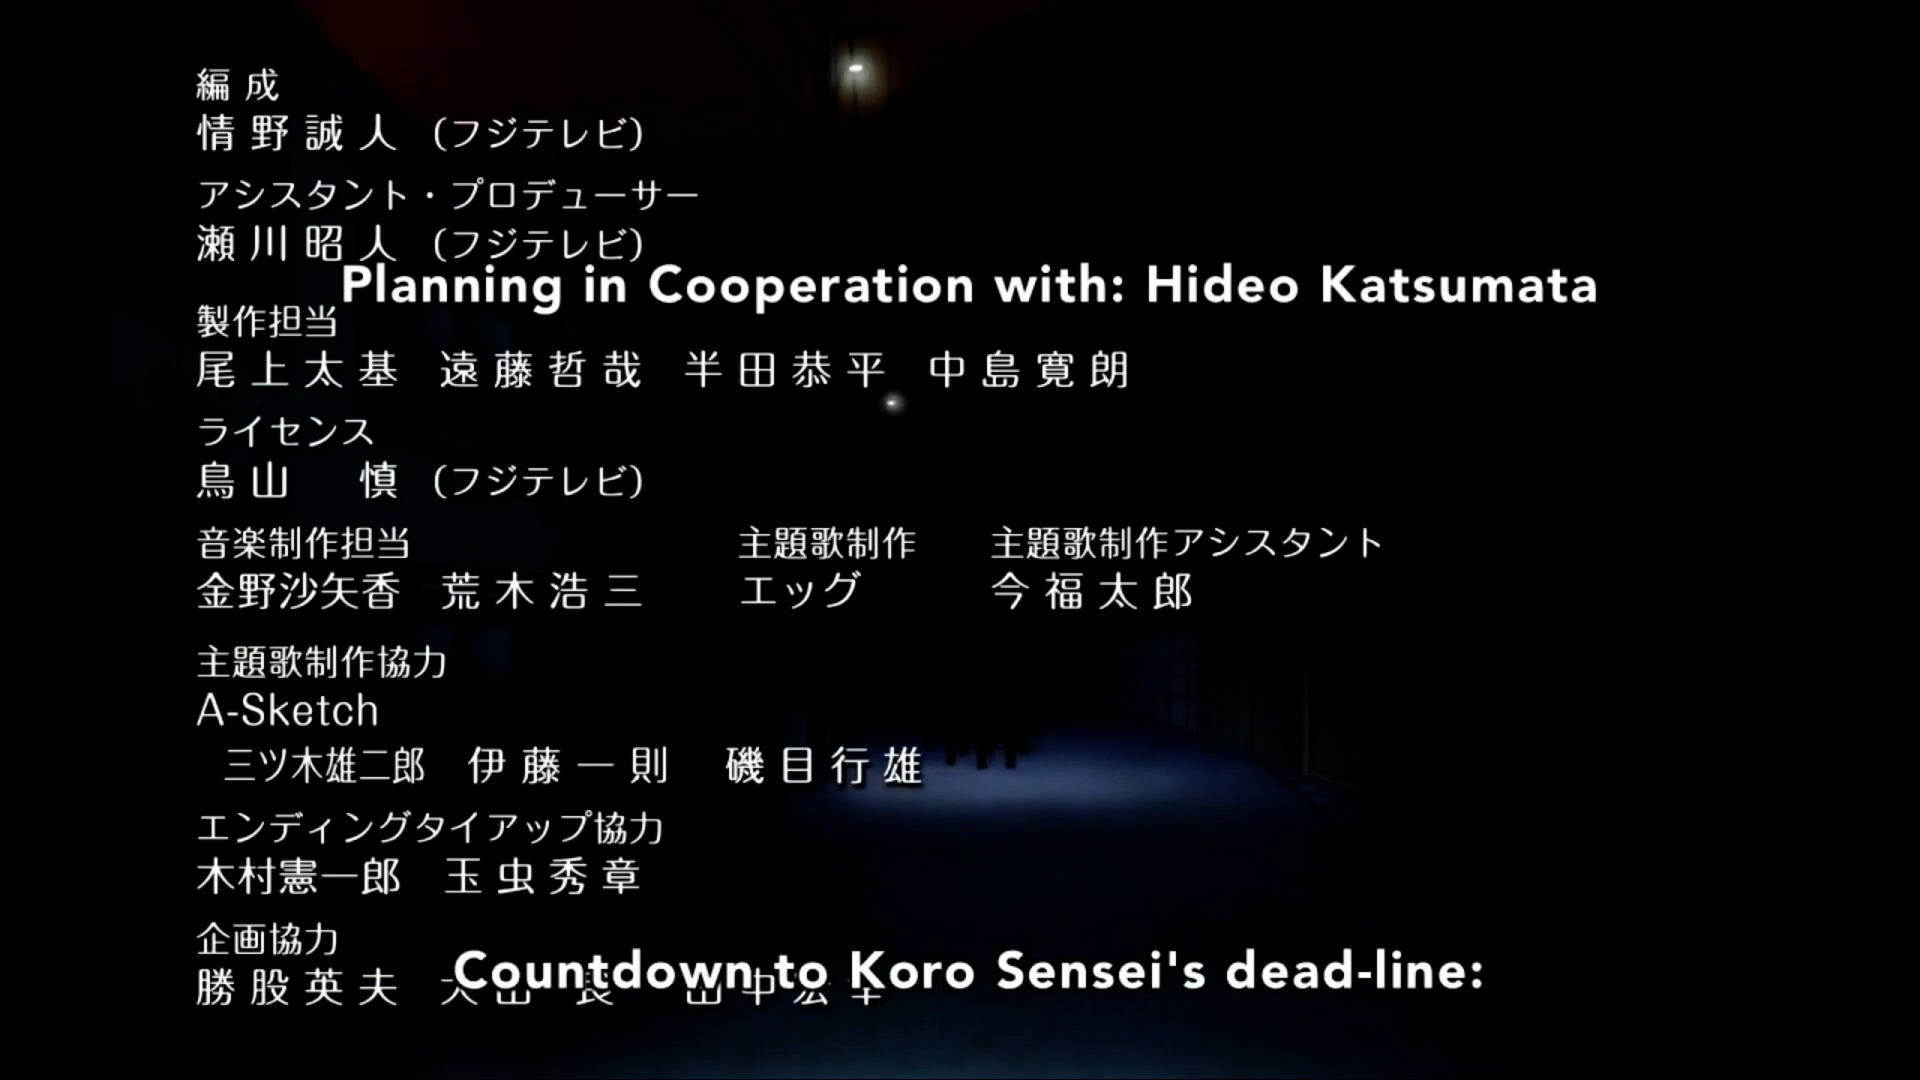 編成
情野誠人 (フジテレビ)
アシスタント・プロデューサー
瀬川昭人 (フジテレビ)
Planning in Cooperation with: Hideo Katsumata
製作担当
尾上太基 遠藤哲哉 半田恭平 中島寛朗
ライセンス
鳥山 慎 (フジテレビ)
音楽制作担当 主題歌制作 主題歌制作アシスタント
金野沙矢香 荒木浩三 エッグ 今福太郎
主題歌制作協力
A-Sketch
三ツ木雄二郎 伊藤一則 磯目行雄
エンディングタイアップ協力
木村憲一郎 玉虫秀章
企画協力
勝股英夫
Countdown to Koro Sensei's dead-line: